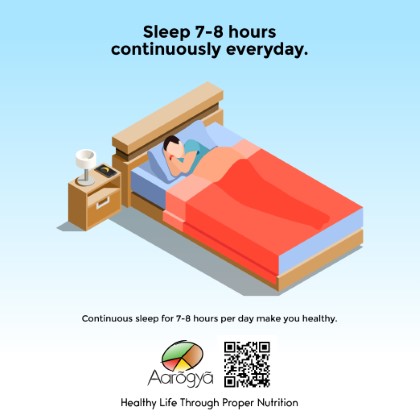 Sleep 7-8 hours
continuously everyday.
Continuous sleep for 7-8 hours per day make you healthy.
Aarōgyā
Healthy Life Through Proper Nutrition